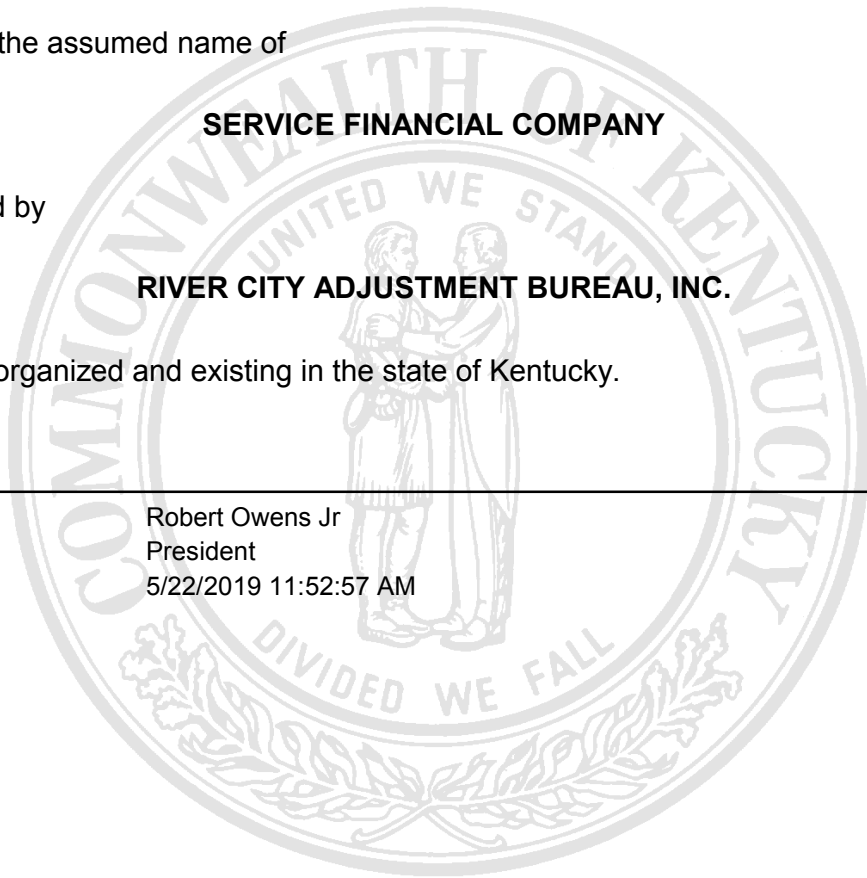 the assumed name of
SERVICE FINANCIAL COMPANY
by
RIVER CITY ADJUSTMENT BUREAU, INC.
organized and existing in the state of Kentucky.
Robert Owens Jr
President
5/22/2019 11:52:57 AM
COMMONWEALTH OF KENTUCKY
UNITED WE STAND
DIVIDED WE FALL